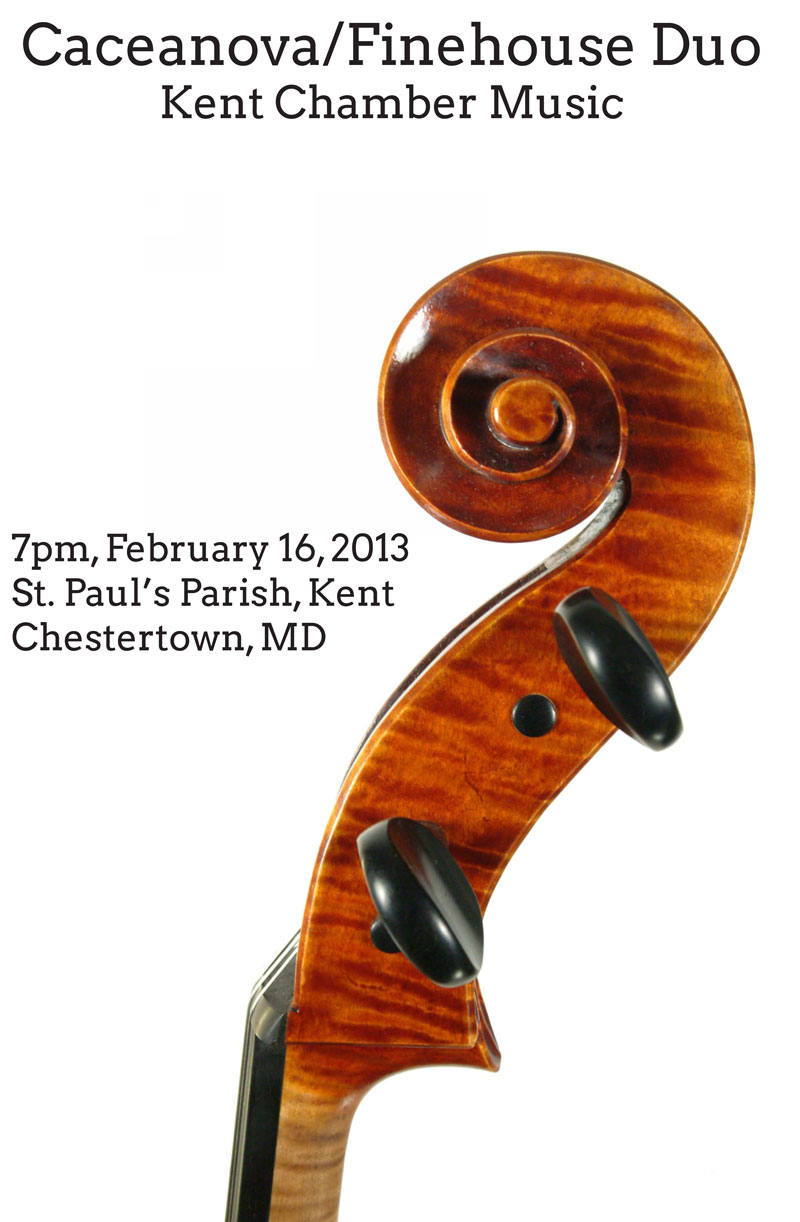 Caceanova/Finehouse Duo
Kent Chamber Music
7pm, February 16, 2013
St. Paul’s Parish, Kent
Chestertown, MD